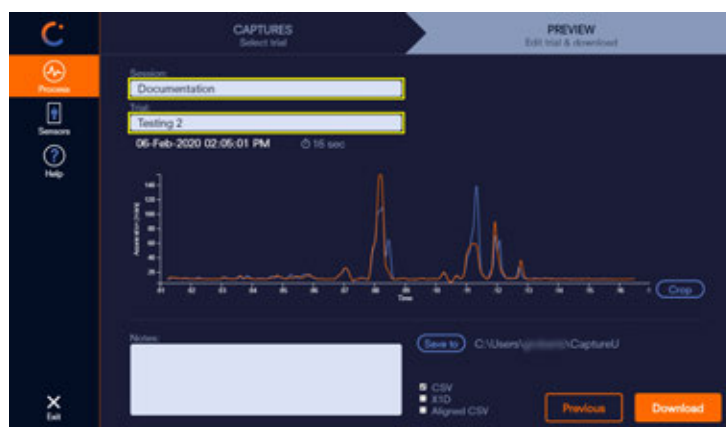 CAPTURES
Select trial
PREVIEW
Edit trial & download
Process
Sensors
Help
Exit
Session:
Documentation
Trial:
Testing 2
06-Feb-2020 02:05:01 PM
16 sec
Time
Crop
Notes:
Save to
C:\Users\
\CaptureU
CSV
X1D
Aligned CSV
Previous
Download